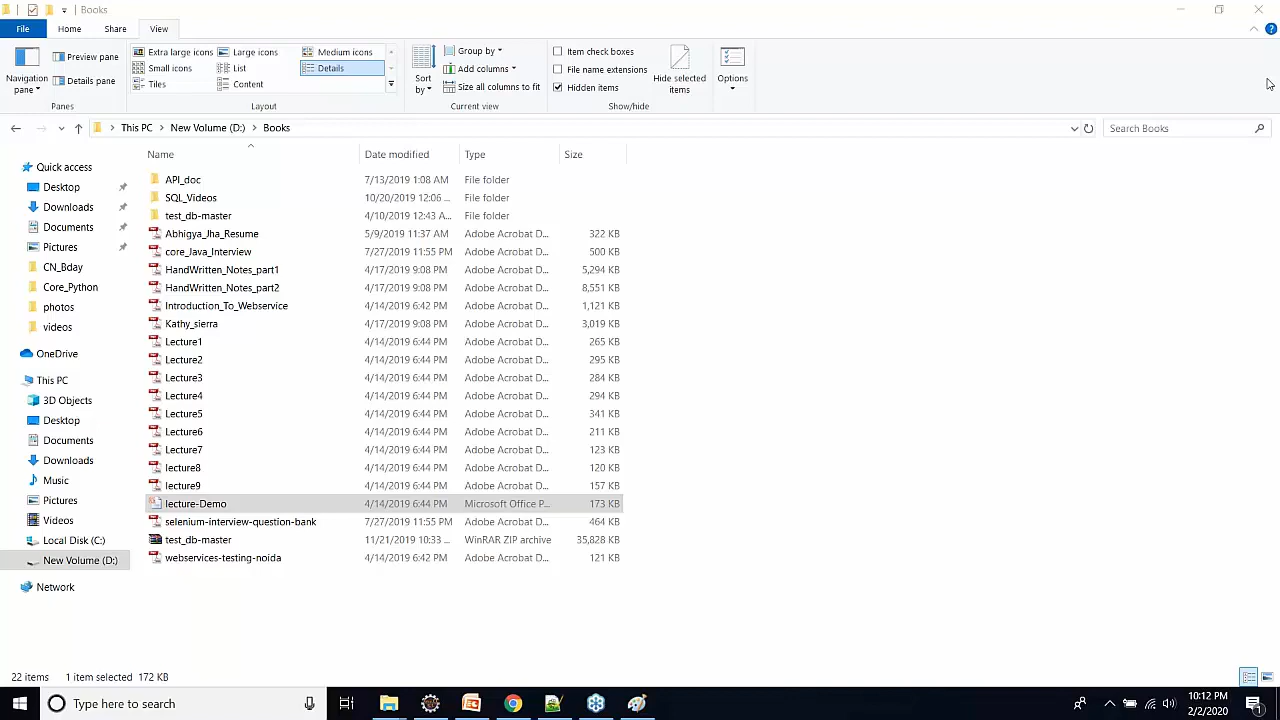 Books
File Home Share View
Navigation pane
Preview pane
Details pane
Panes
Extra large icons Large icons Medium icons
Small icons List Details
Tiles Content
Layout
Sort by
Group by
Add columns
Size all columns to fit
Current view
Item check boxes
File name extensions
Hidden items
Hide selected items
Show/hide
Options
This PC New Volume (D:) Books
Search Books
Name Date modified Type Size
Quick access
Desktop
Downloads
Documents
Pictures
CN_Bday
Core_Python
photos
videos
OneDrive
This PC
3D Objects
Desktop
Documents
Downloads
Music
Pictures
Videos
Local Disk (C:)
New Volume (D:)
Network
API_doc 7/13/2019 1:08 AM File folder
SQL_Videos 10/20/2019 12:06 ... File folder
test_db-master 4/10/2019 12:43 A... File folder
Abhigya_Jha_Resume 5/9/2019 11:37 AM Adobe Acrobat D... 322 KB
core_Java_Interview 7/27/2019 11:55 PM Adobe Acrobat D... 500 KB
HandWritten_Notes_part1 4/17/2019 9:08 PM Adobe Acrobat D... 5,294 KB
HandWritten_Notes_part2 4/17/2019 9:08 PM Adobe Acrobat D... 8,551 KB
Introduction_To_Webservice 4/14/2019 6:42 PM Adobe Acrobat D... 1,121 KB
Kathy_sierra 4/17/2019 9:08 PM Adobe Acrobat D... 3,019 KB
Lecture1 4/14/2019 6:44 PM Adobe Acrobat D... 265 KB
Lecture2 4/14/2019 6:44 PM Adobe Acrobat D... 295 KB
Lecture3 4/14/2019 6:44 PM Adobe Acrobat D... 284 KB
Lecture4 4/14/2019 6:44 PM Adobe Acrobat D... 294 KB
Lecture5 4/14/2019 6:44 PM Adobe Acrobat D... 341 KB
Lecture6 4/14/2019 6:44 PM Adobe Acrobat D... 211 KB
Lecture7 4/14/2019 6:44 PM Adobe Acrobat D... 123 KB
lecture8 4/14/2019 6:44 PM Adobe Acrobat D... 120 KB
lecture9 4/14/2019 6:44 PM Adobe Acrobat D... 157 KB
lecture-Demo 4/14/2019 6:44 PM Microsoft Office P... 173 KB
selenium-interview-question-bank 7/27/2019 11:55 PM Adobe Acrobat D... 464 KB
test_db-master 11/21/2019 10:33 ... WinRAR ZIP archive 35,828 KB
webservices-testing-noida 4/14/2019 6:42 PM Adobe Acrobat D... 121 KB
22 items 1 item selected 172 KB
Type here to search
10:12 PM
2/2/2020